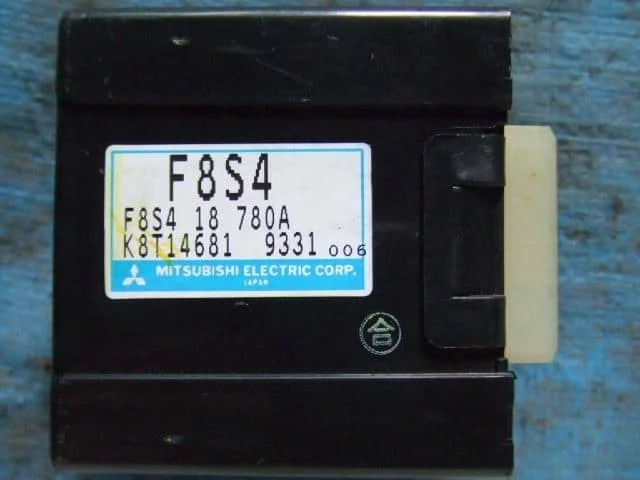 F8S4
F8S4 18 780A
K8T14681 9331 006
MITSUBISHI ELECTRIC CORP.
JAPAN
合